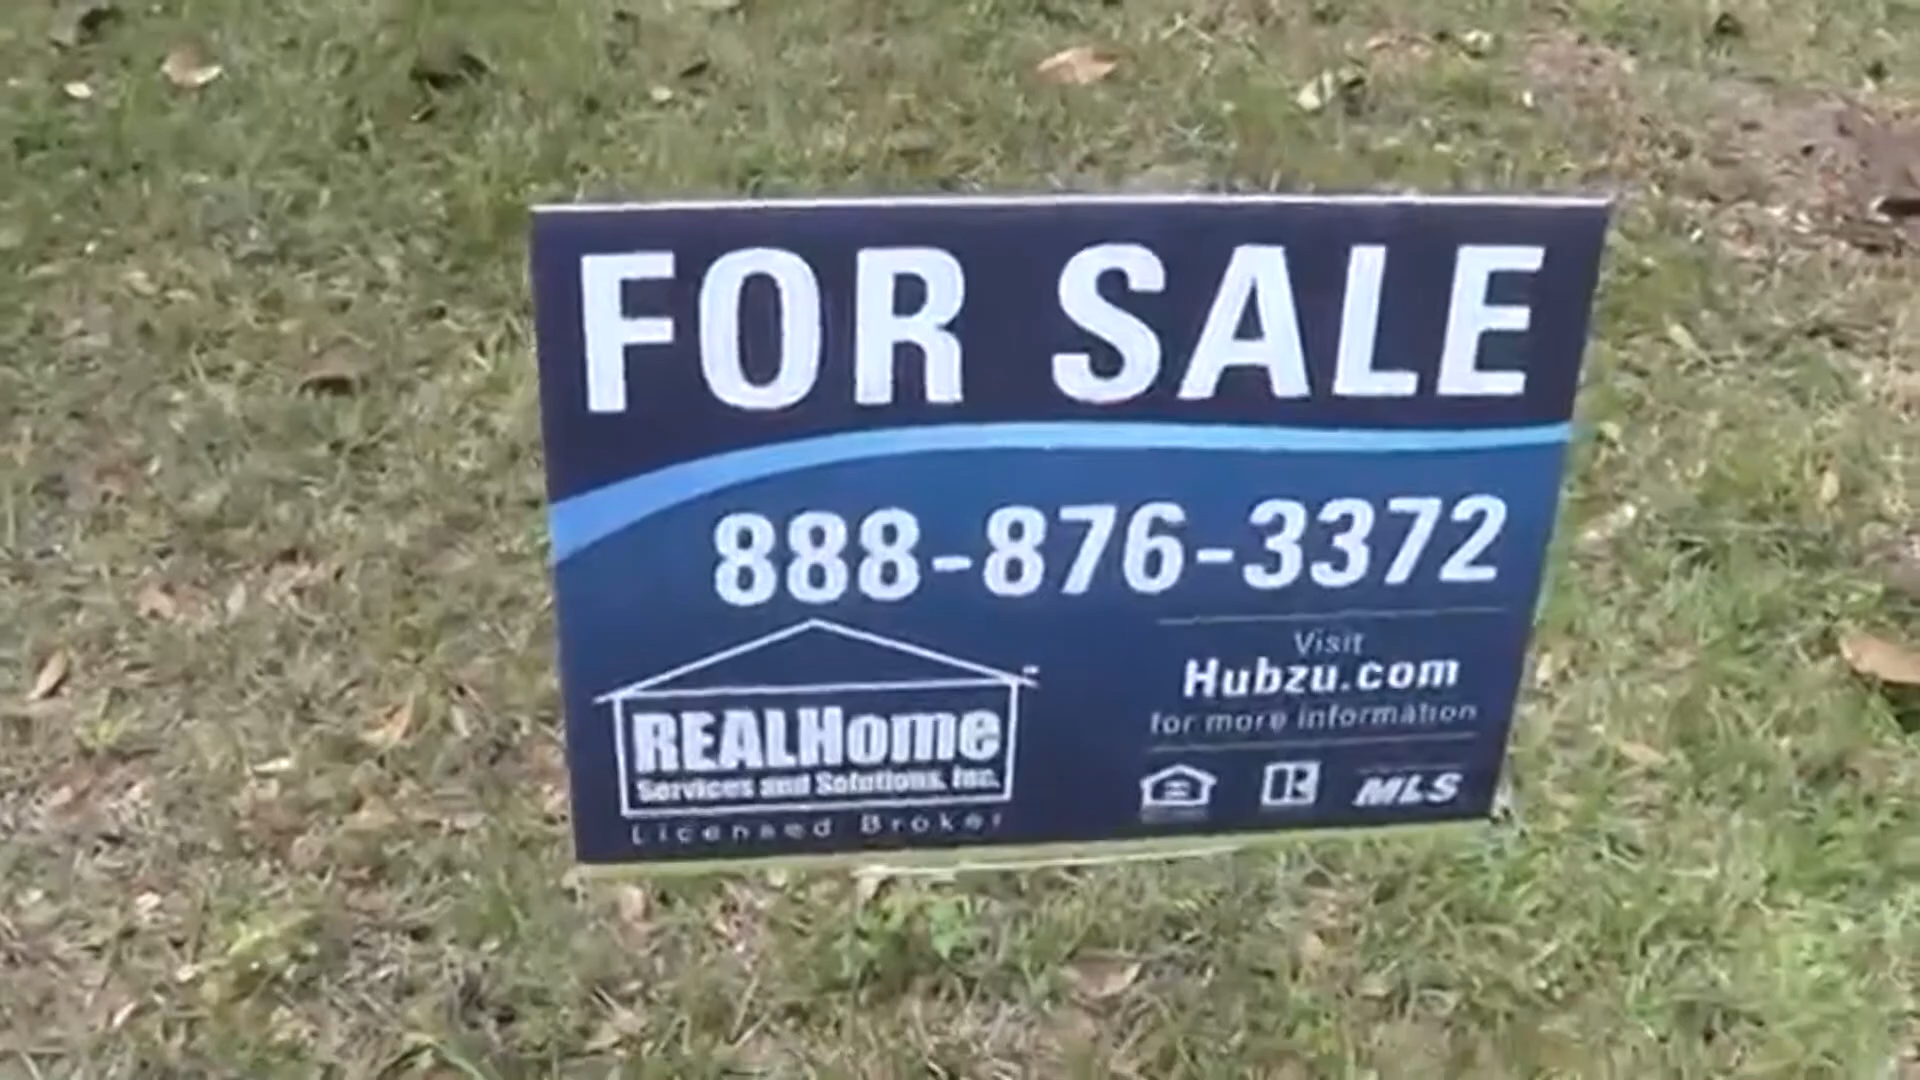 FOR SALE
888-876-3372
Visit
Hubzu.com
for more information
REALHome
Services and Solutions, Inc.
Licensed Broker
MLS